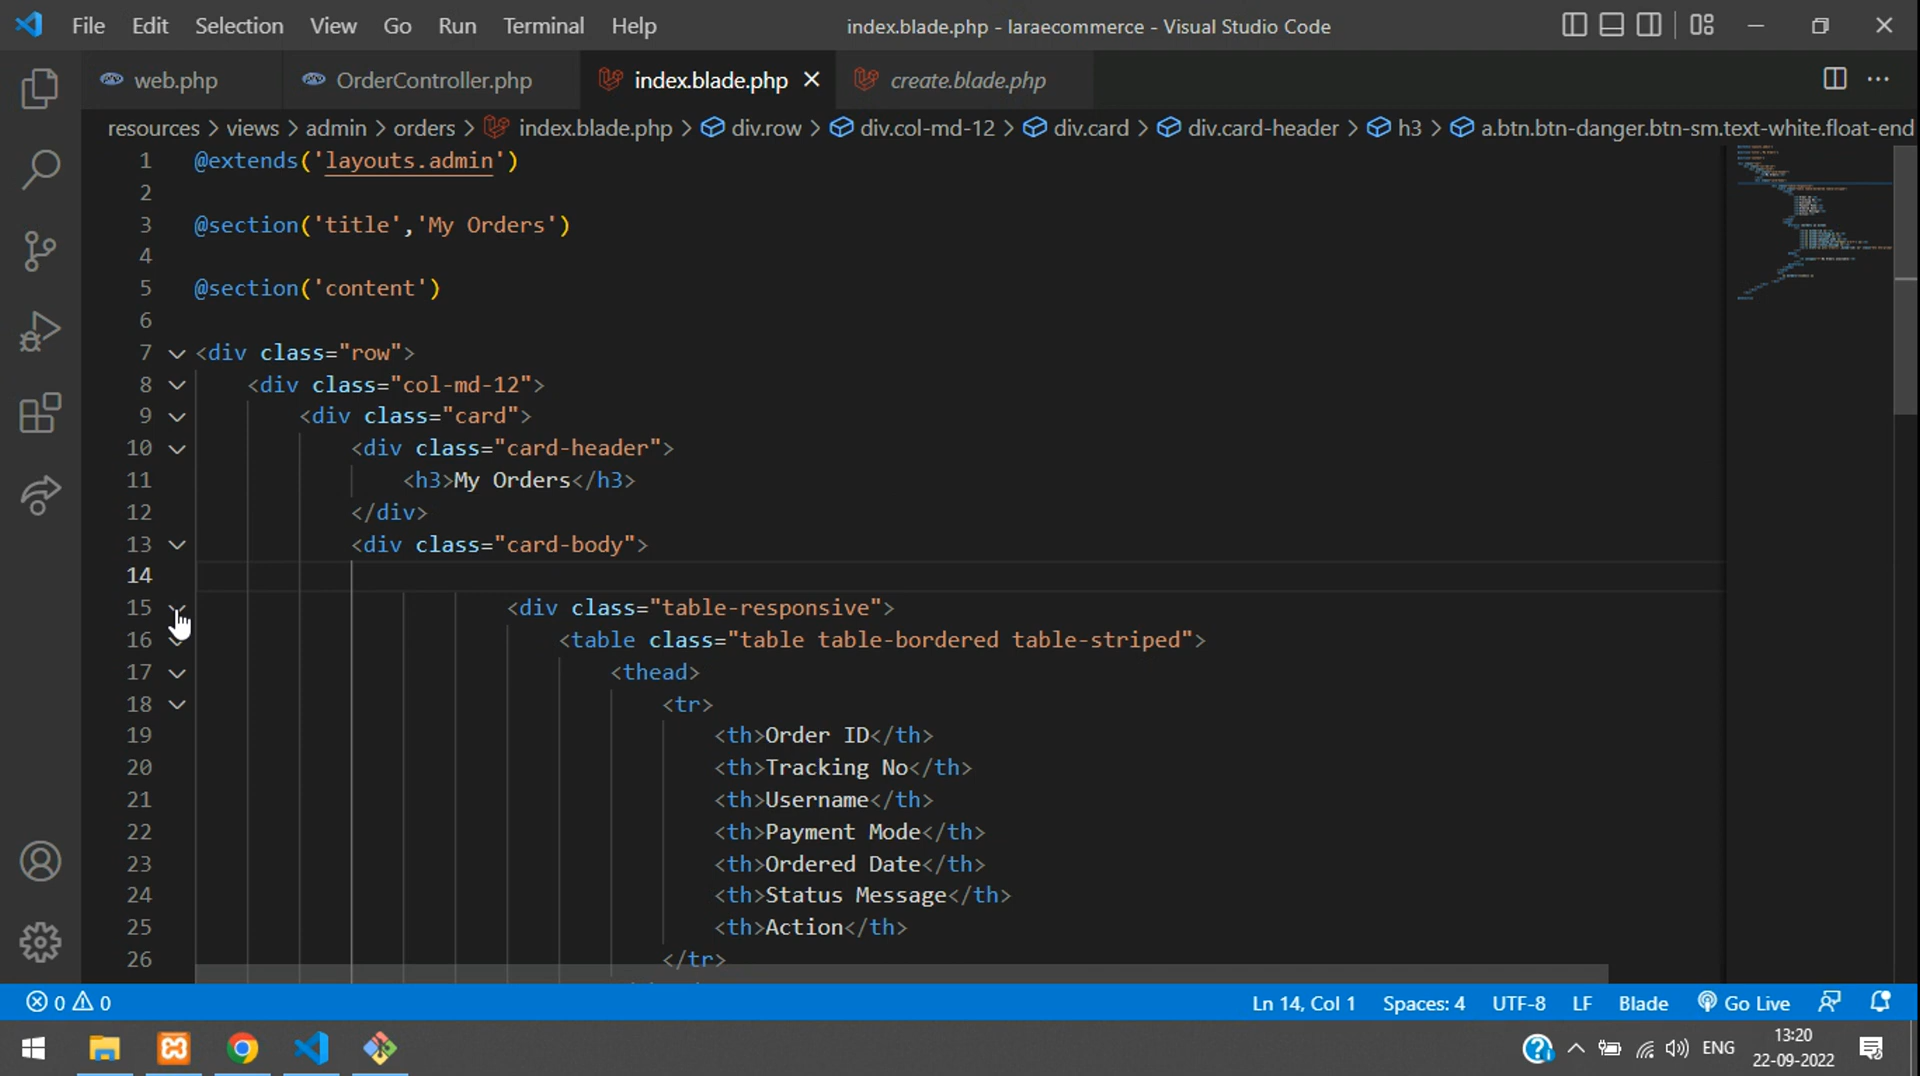 File Edit Selection View Go Run Terminal Help
index.blade.php - laraecommerce - Visual Studio Code
web.php OrderController.php index.blade.php create.blade.php
resources > views > admin > orders > index.blade.php > div.row > div.col-md-12 > div.card > div.card-header > h3 > a.btn.btn-danger.btn-sm.text-white.float-end
1 @extends('layouts.admin')
2
3 @section('title','My Orders')
4
5 @section('content')
6
7 <div class="row">
8 <div class="col-md-12">
9 <div class="card">
10 <div class="card-header">
11 <h3>My Orders</h3>
12 </div>
13 <div class="card-body">
14
15 <div class="table-responsive">
16 <table class="table table-bordered table-striped">
17 <thead>
18 <tr>
19 <th>Order ID</th>
20 <th>Tracking No</th>
21 <th>Username</th>
22 <th>Payment Mode</th>
23 <th>Ordered Date</th>
24 <th>Status Message</th>
25 <th>Action</th>
26 </tr>
0 0 Ln 14, Col 1 Spaces: 4 UTF-8 LF Blade Go Live
ENG 13:20
22-09-2022